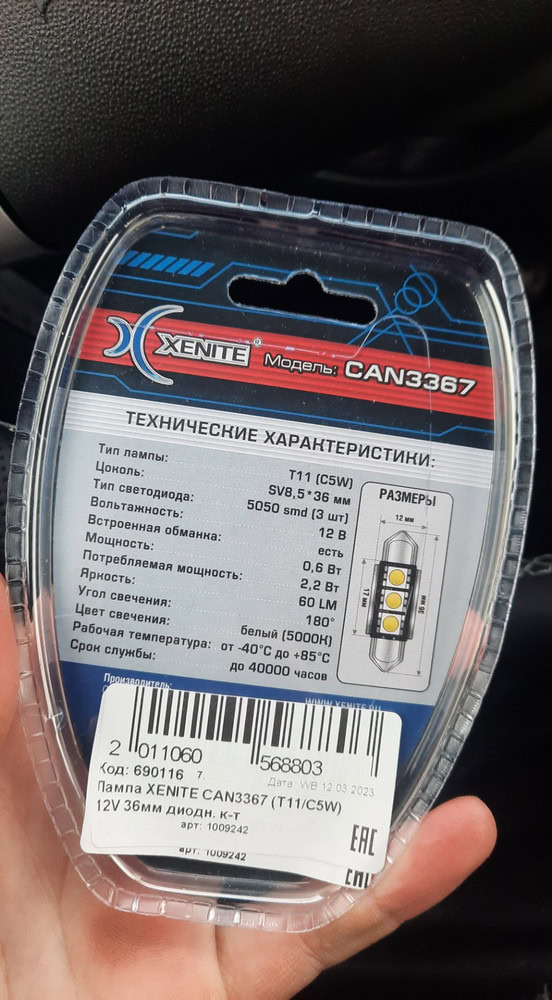 XENITE ® Модель: CAN3367
ТЕХНИЧЕСКИЕ ХАРАКТЕРИСТИКИ:
Тип лампы: T11 (C5W)
Цоколь: SV8,5*36 мм
Тип светодиода: 5050 smd (3 шт)
Вольтажность: 12 В
Встроенная обманка: есть
Мощность: 0,6 Вт
Потребляемая мощность: 2,2 Вт
Яркость: 60 LM
Угол свечения: 180°
Цвет свечения: белый (5000Н)
Рабочая температура: от -40°C до +85°C
Срок службы: до 40000 часов
РАЗМЕРЫ
12 мм
17 мм
36 мм
Производитель:
WWW.XENITE.RU
2 011060 568803
Код: 690116 7. Дата: WB 12.03.2023
Лампа XENITE CAN3367 (T11/C5W)
12V 36мм диодн. к-т
арт: 1009242
EAC
арт: 1009242